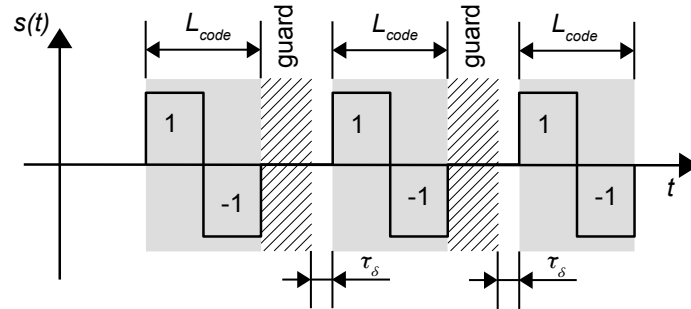 s(t)
L_code
guard
L_code
guard
L_code
1
1
1
-1
-1
-1
t
τ_δ
τ_δ